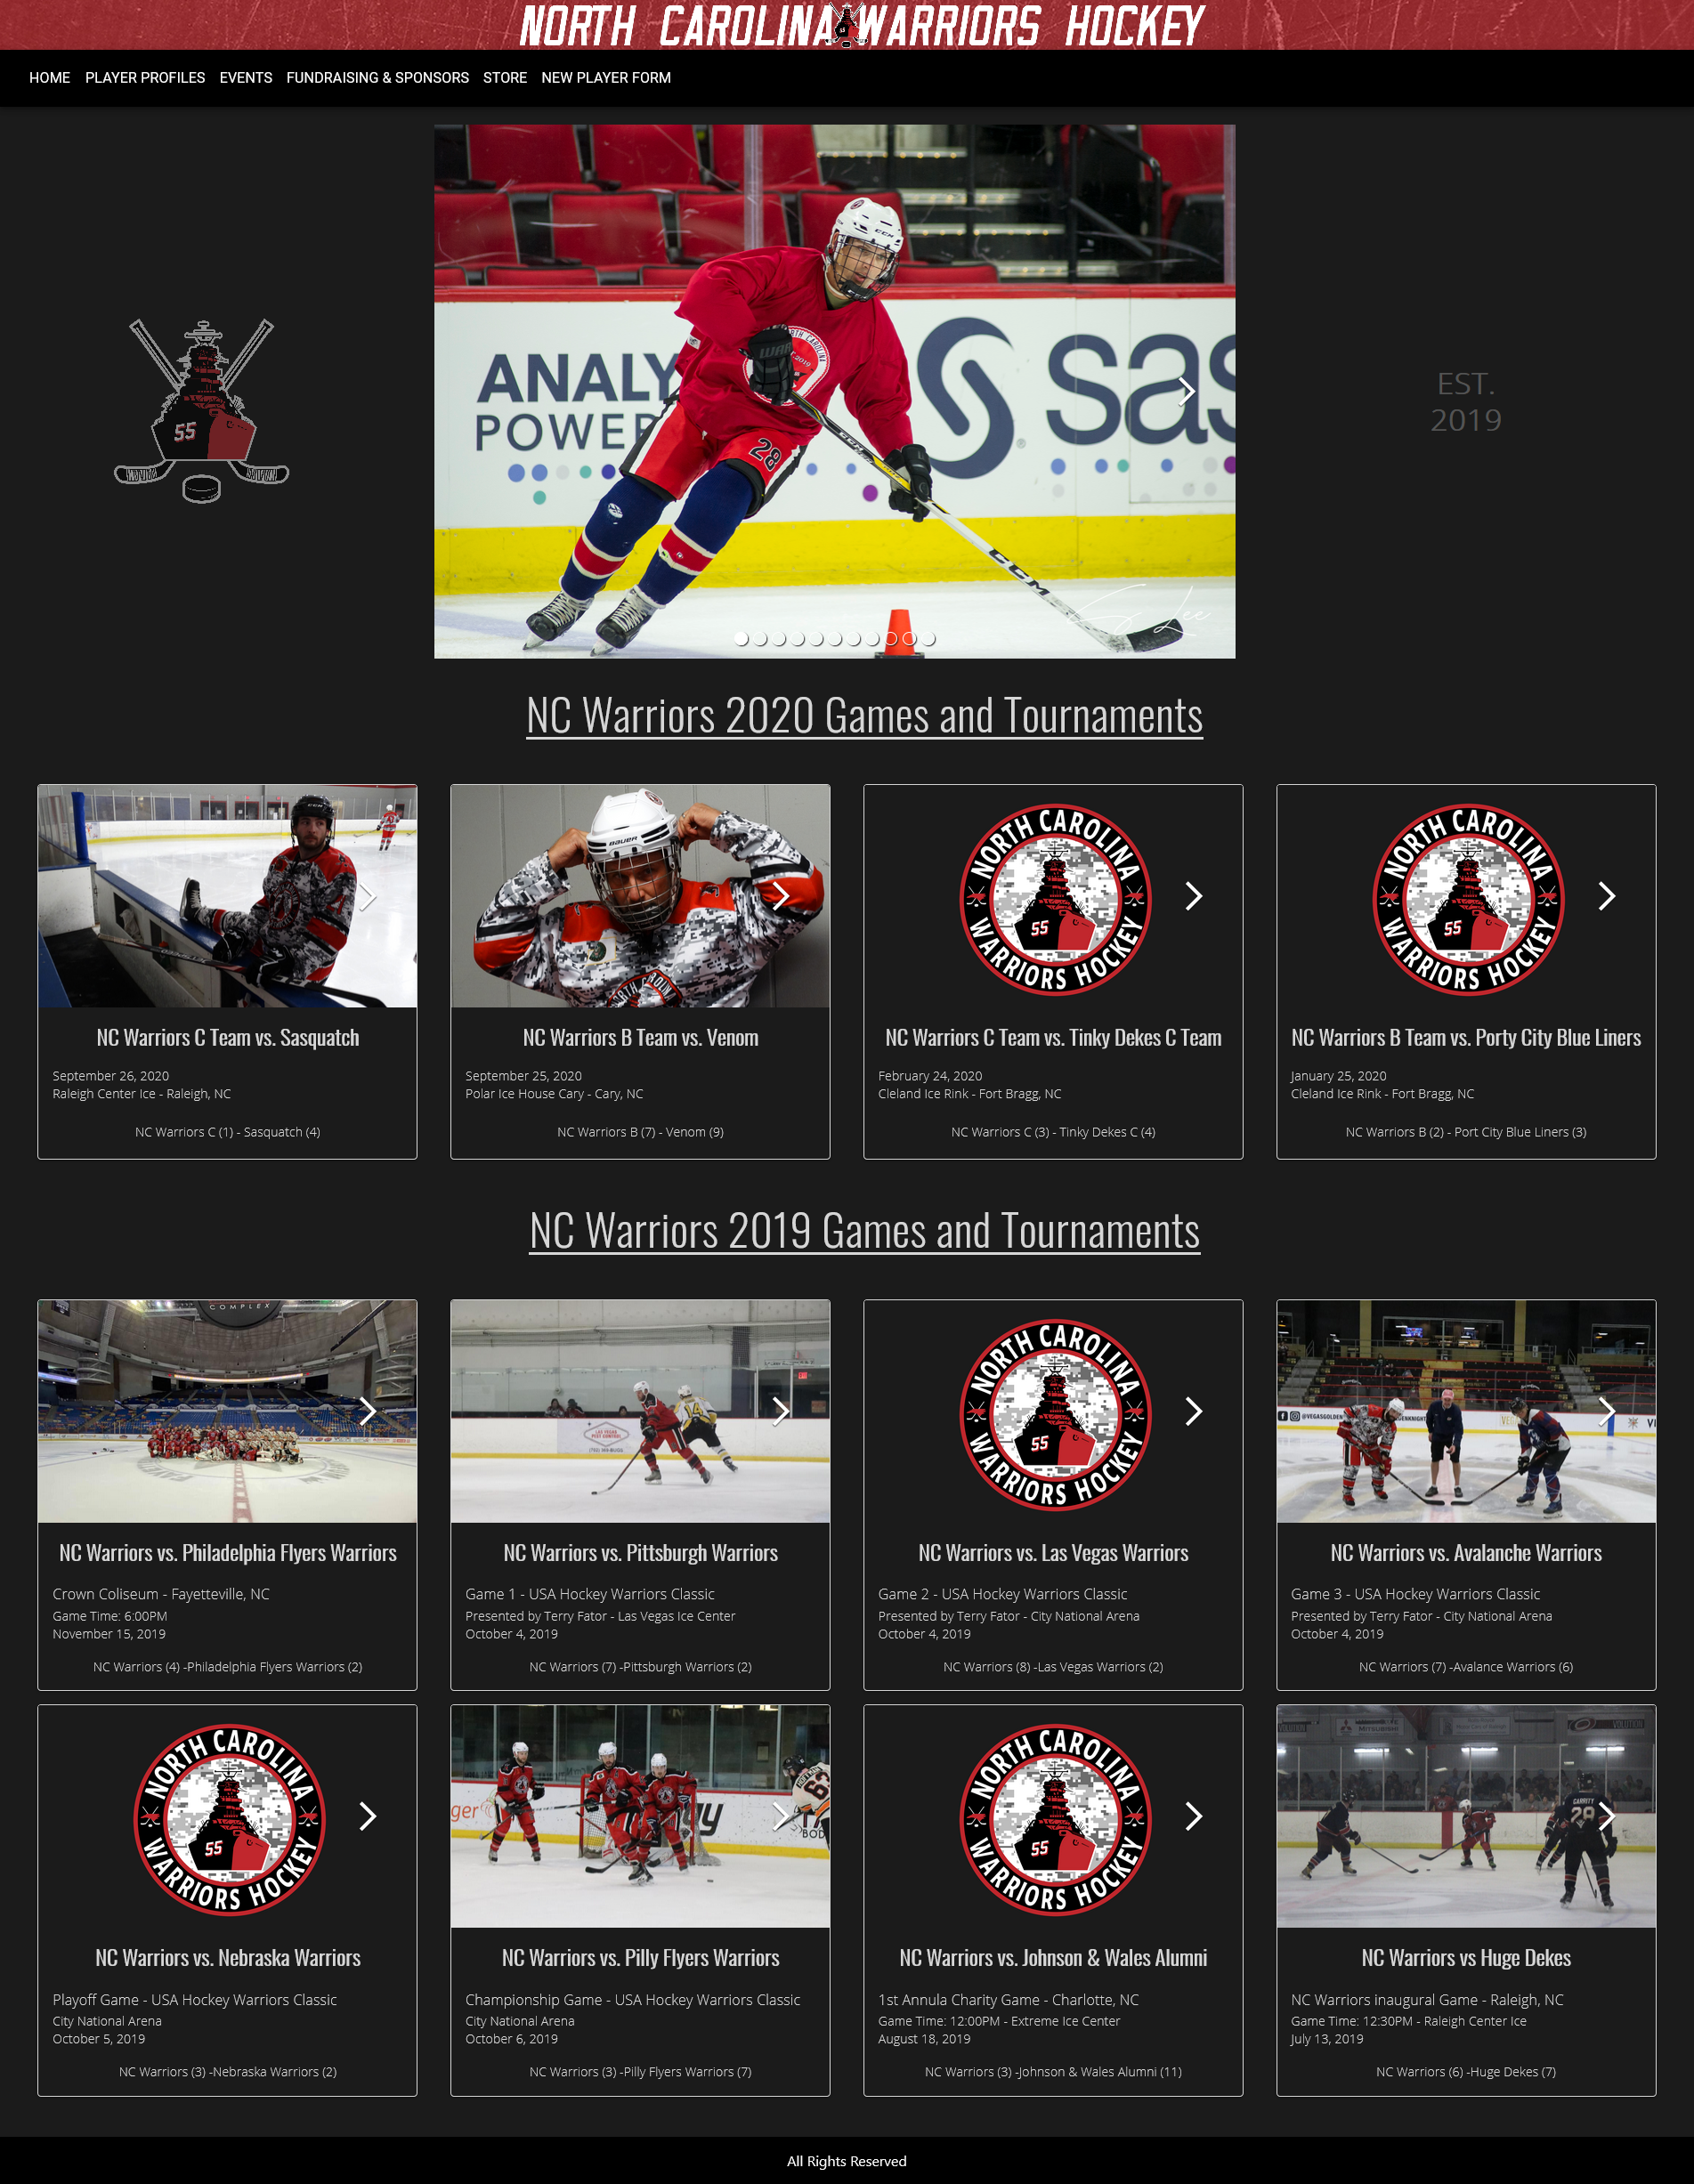 NORTH CAROLINA WARRIORS HOCKEY
HOME PLAYER PROFILES EVENTS FUNDRAISING & SPONSORS STORE NEW PLAYER FORM
CCM
ANALY
POWER
sas
WAR
NORTH CAROLINA
2019
28
CCM
S Lee
55
EST.
2019
NC Warriors 2020 Games and Tournaments
BAUER
NORTH CAROLINA
WARRIORS HOCKEY
55
NORTH CAROLINA
WARRIORS HOCKEY
55
NC Warriors C Team vs. Sasquatch
September 26, 2020
Raleigh Center Ice - Raleigh, NC
NC Warriors C (1) - Sasquatch (4)
NC Warriors B Team vs. Venom
September 25, 2020
Polar Ice House Cary - Cary, NC
NC Warriors B (7) - Venom (9)
NC Warriors C Team vs. Tinky Dekes C Team
February 24, 2020
Cleland Ice Rink - Fort Bragg, NC
NC Warriors C (3) - Tinky Dekes C (4)
NC Warriors B Team vs. Porty City Blue Liners
January 25, 2020
Cleland Ice Rink - Fort Bragg, NC
NC Warriors B (2) - Port City Blue Liners (3)
NC Warriors 2019 Games and Tournaments
COMPLEX
14
NORTH CAROLINA
WARRIORS HOCKEY
55
NC Warriors vs. Philadelphia Flyers Warriors
Crown Coliseum - Fayetteville, NC
Game Time: 6:00PM
November 15, 2019
NC Warriors (4) -Philadelphia Flyers Warriors (2)
NC Warriors vs. Pittsburgh Warriors
Game 1 - USA Hockey Warriors Classic
Presented by Terry Fator - Las Vegas Ice Center
October 4, 2019
NC Warriors (7) -Pittsburgh Warriors (2)
NC Warriors vs. Las Vegas Warriors
Game 2 - USA Hockey Warriors Classic
Presented by Terry Fator - City National Arena
October 4, 2019
NC Warriors (8) -Las Vegas Warriors (2)
NC Warriors vs. Avalanche Warriors
Game 3 - USA Hockey Warriors Classic
Presented by Terry Fator - City National Arena
October 4, 2019
NC Warriors (7) -Avalance Warriors (6)
NORTH CAROLINA
WARRIORS HOCKEY
55
ger
63
BOD
NORTH CAROLINA
WARRIORS HOCKEY
55
GARRITY
28
NC Warriors vs. Nebraska Warriors
Playoff Game - USA Hockey Warriors Classic
City National Arena
October 5, 2019
NC Warriors (3) -Nebraska Warriors (2)
NC Warriors vs. Pilly Flyers Warriors
Championship Game - USA Hockey Warriors Classic
City National Arena
October 6, 2019
NC Warriors (3) -Pilly Flyers Warriors (7)
NC Warriors vs. Johnson & Wales Alumni
1st Annula Charity Game - Charlotte, NC
Game Time: 12:00PM - Extreme Ice Center
August 18, 2019
NC Warriors (3) -Johnson & Wales Alumni (11)
NC Warriors vs Huge Dekes
NC Warriors inaugural Game - Raleigh, NC
Game Time: 12:30PM - Raleigh Center Ice
July 13, 2019
NC Warriors (6) -Huge Dekes (7)
All Rights Reserved